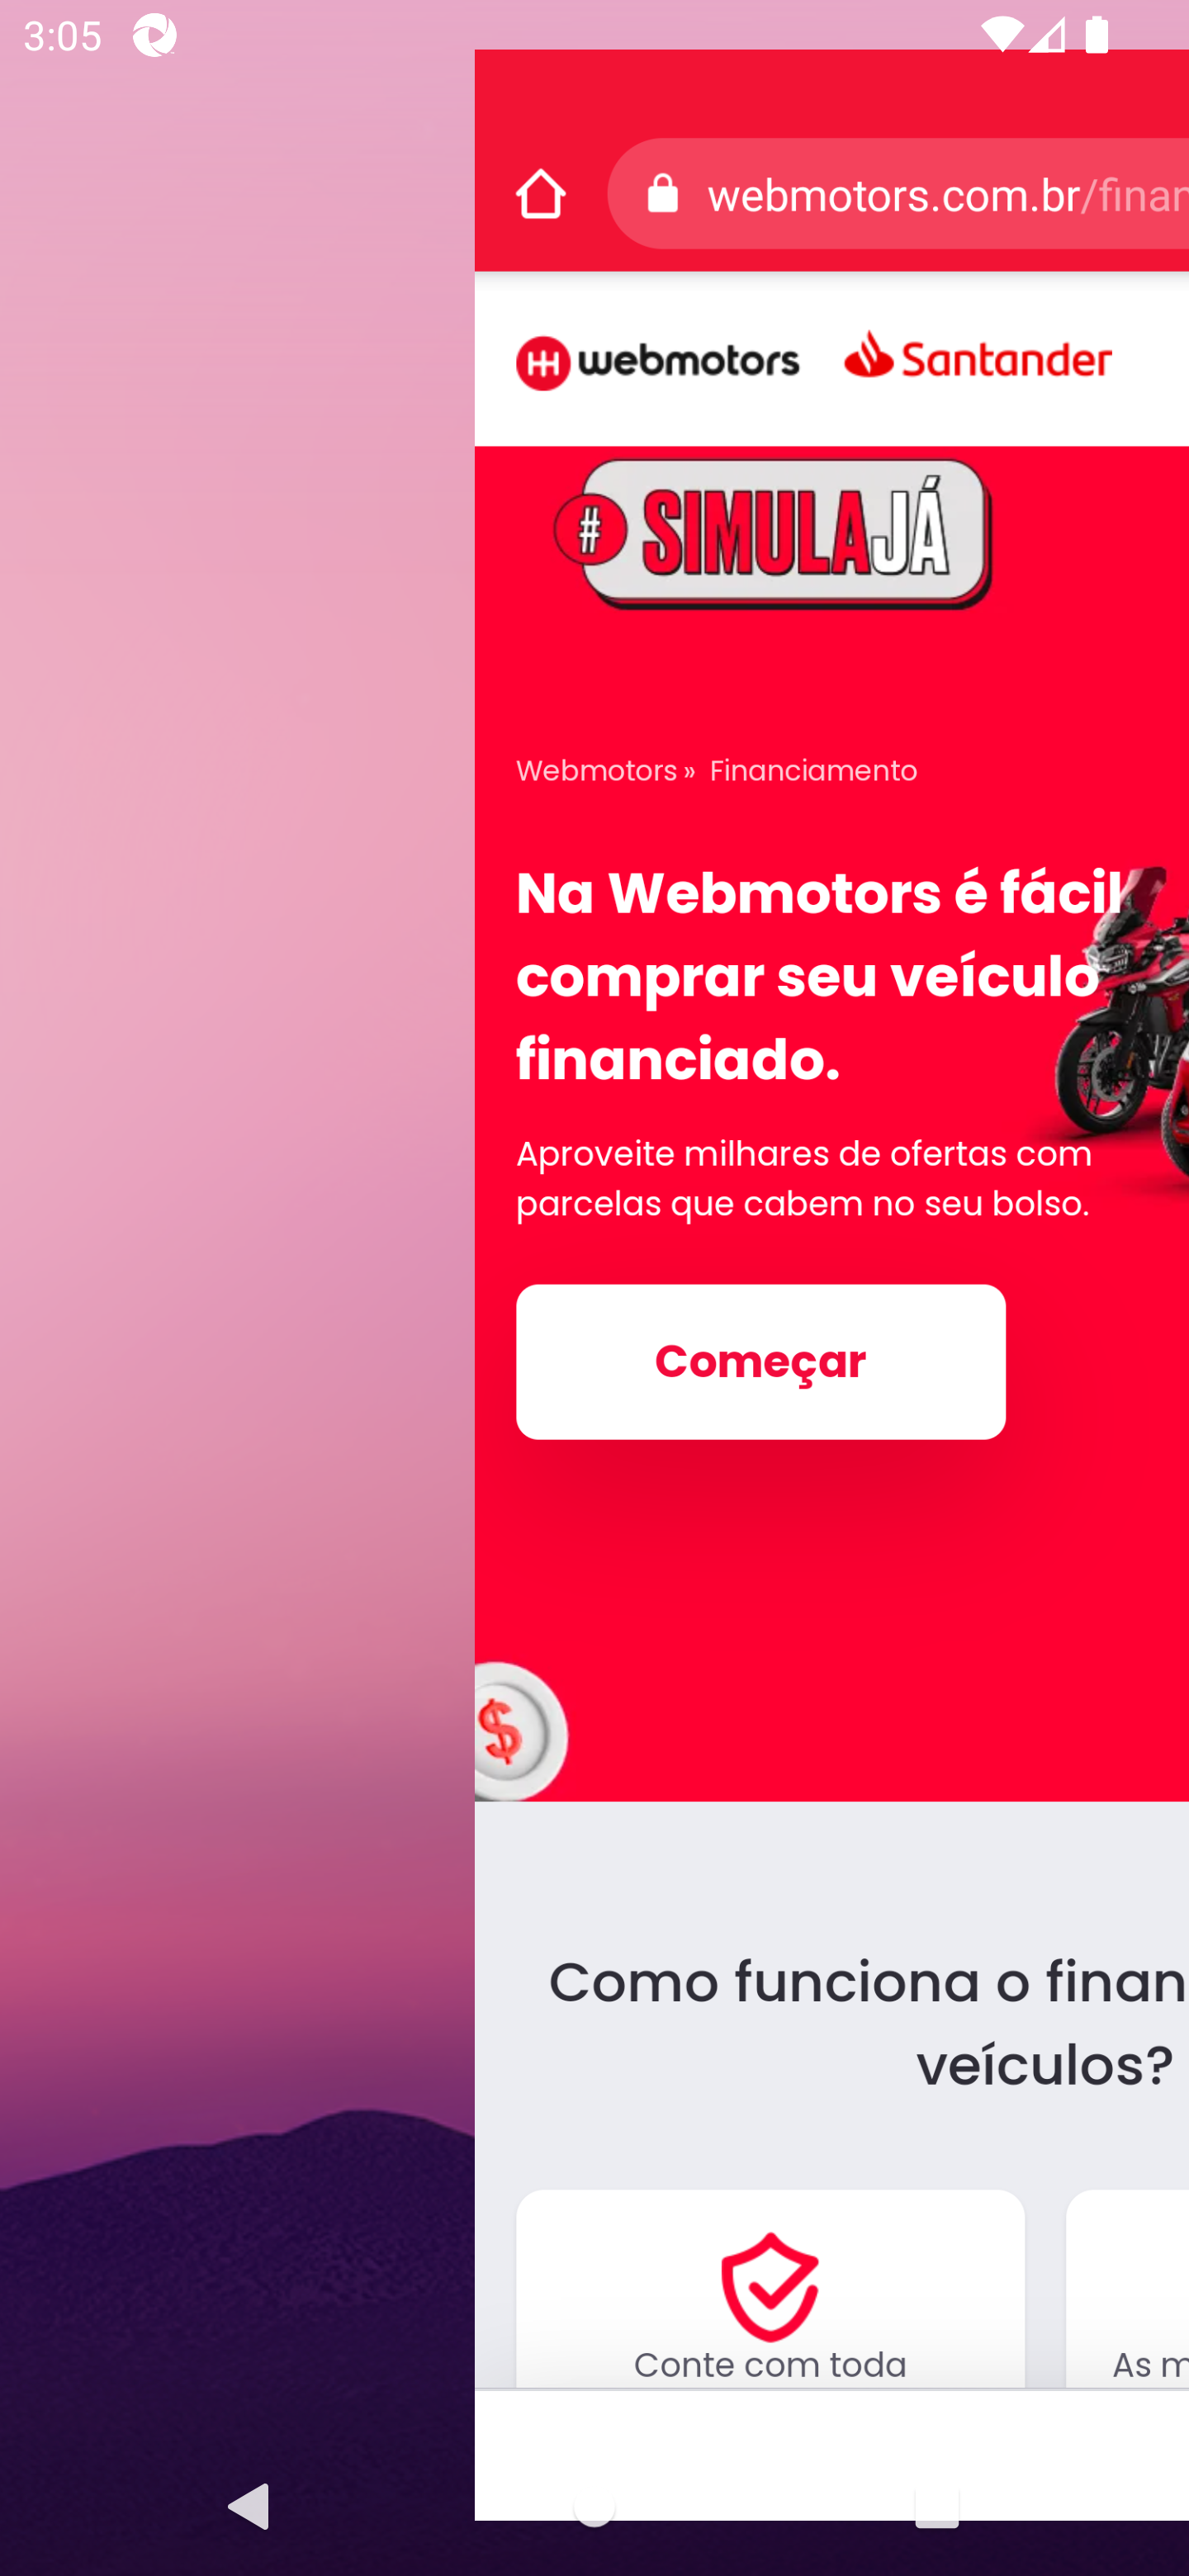 3:05
webmotors.com.br/finan
webmotors Santander
# SIMULAJÁ
Webmotors » Financiamento
Na Webmotors é fácil
comprar seu veículo
financiado.
Aproveite milhares de ofertas com
parcelas que cabem no seu bolso.
Começar
$
Como funciona o finan
veículos?
Conte com toda
As m